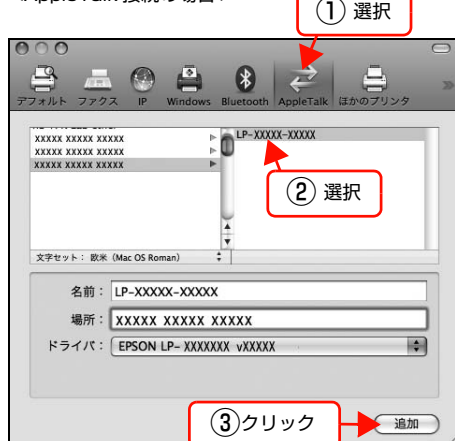 <AppleTalk 接続の場合>
① 選択
デフォルト ファクス IP Windows Bluetooth AppleTalk ほかのプリンタ
XXXXX XXXXX XXXXX
XXXXX XXXXX XXXXX
XXXXX XXXXX XXXXX
LP-XXXXX-XXXXX
② 選択
文字セット： 欧米 (Mac OS Roman)
名前： LP-XXXXX-XXXXX
場所： XXXXX XXXXX XXXXX
ドライバ： EPSON LP- XXXXXXX vXXXXX
③クリック
追加